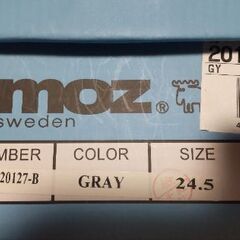 moz®
sweden
201
GY
MBER COLOR SIZE
20127-B GRAY 24.5